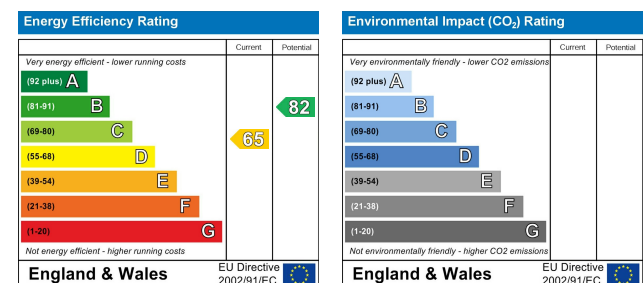 Energy Efficiency Rating
Current Potential
Very energy efficient - lower running costs
(92 plus) A
(81-91) B
82
(69-80) C
65
(55-68) D
(39-54) E
(21-38) F
(1-20) G
Not energy efficient - higher running costs
England & Wales
EU Directive
2002/91/EC
Environmental Impact (CO2) Rating
Current Potential
Very environmentally friendly - lower CO2 emissions
(92 plus) A
(81-91) B
(69-80) C
(55-68) D
(39-54) E
(21-38) F
(1-20) G
Not environmentally friendly - higher CO2 emissions
England & Wales
EU Directive
2002/91/EC